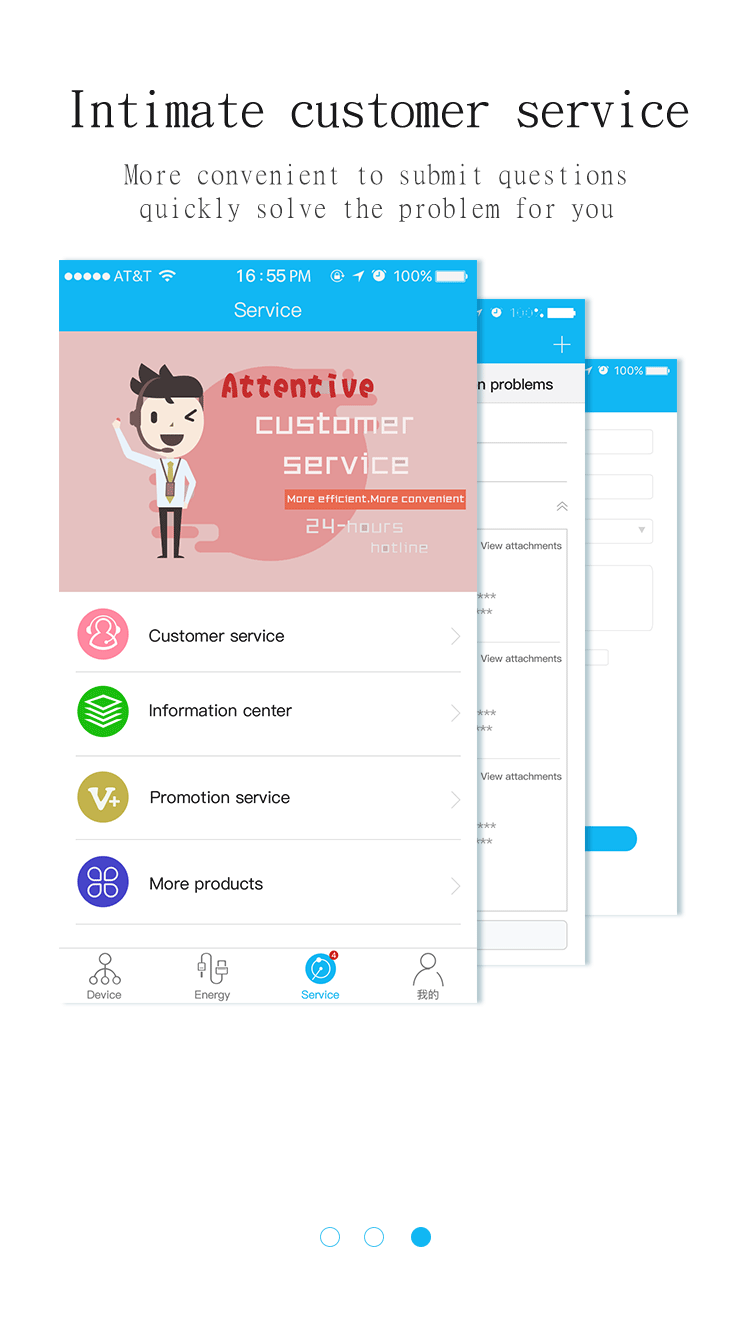 Intimate customer service
More convenient to submit questions
quickly solve the problem for you
AT&T 16:55PM 100%
Service
Attentive
customer
service
More efficient.More convenient
24-hours
hotline
Customer service
Information center
V+
Promotion service
More products
Device Energy 4 Service 我的
100%
problems
View attachments
***
***
View attachments
***
***
View attachments
***
***
100%